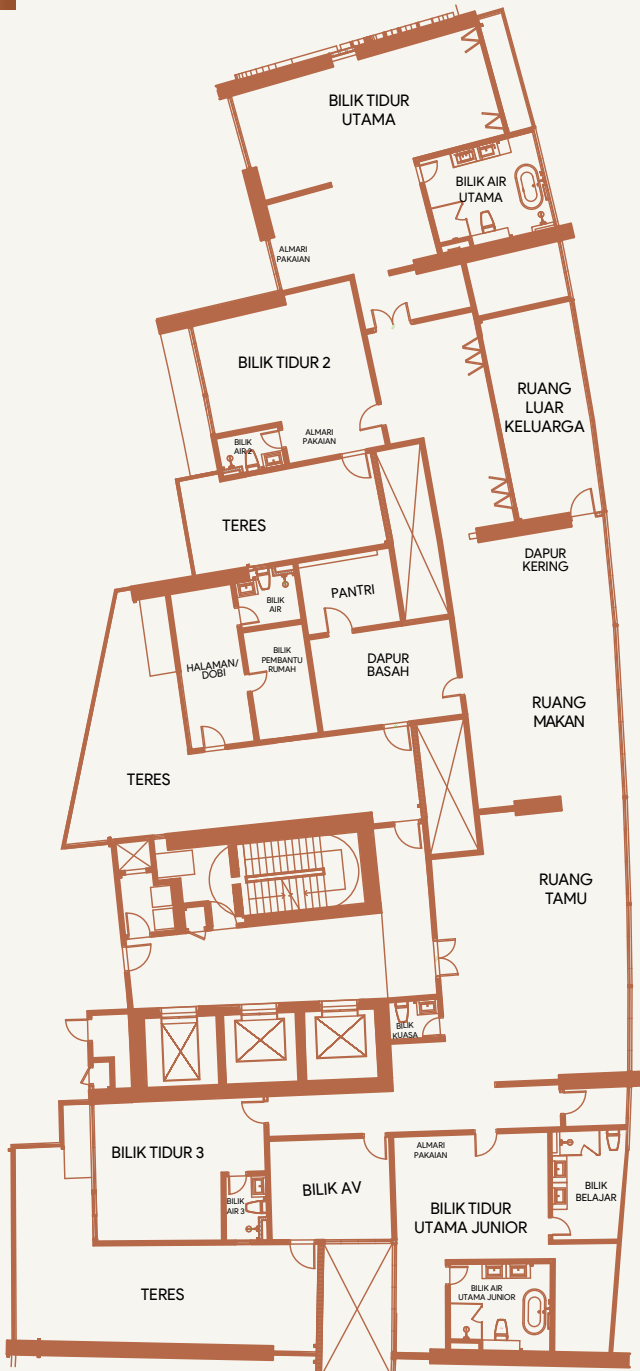 BILIK TIDUR
UTAMA
BILIK AIR
UTAMA
ALMARI
PAKAIAN
BILIK TIDUR 2
RUANG
LUAR
KELUARGA
BILIK
AIR 2
ALMARI
PAKAIAN
TERES
DAPUR
KERING
PANTRI
BILIK
AIR
HALAMAN/
DOBI
BILIK
PEMBANTU
RUMAH
DAPUR
BASAH
RUANG
MAKAN
TERES
RUANG
TAMU
BILIK
KUASA
BILIK TIDUR 3
ALMARI
PAKAIAN
BILIK
AIR 3
BILIK AV
BILIK
BELAJAR
BILIK TIDUR
UTAMA JUNIOR
TERES
BILIK AIR
UTAMA JUNIOR